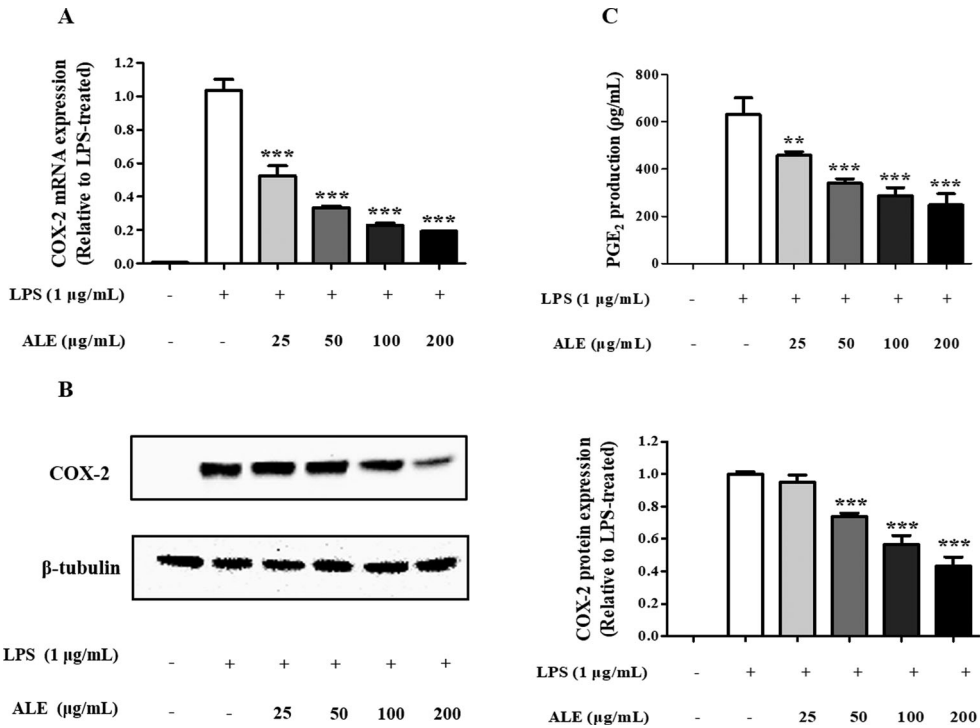 A
COX-2 mRNA expression
(Relative to LPS-treated)
1.2
1.0
0.8
0.6
0.4
0.2
0.0
***
***
***
***
LPS (1 μg/mL) - + + + + +
ALE (μg/mL) - - 25 50 100 200
C
PGE2 production (ρg/mL)
800
600
400
200
0
**
***
***
***
LPS (1 μg/mL) - + + + + +
ALE (μg/mL) - - 25 50 100 200
B
COX-2
β-tubulin
LPS (1 μg/mL) - + + + + +
ALE (μg/mL) - - 25 50 100 200
COX-2 protein expression
(Relative to LPS-treated)
1.2
1.0
0.8
0.6
0.4
0.2
0.0
***
***
***
LPS (1 μg/mL) - + + + + +
ALE (μg/mL) - - 25 50 100 200